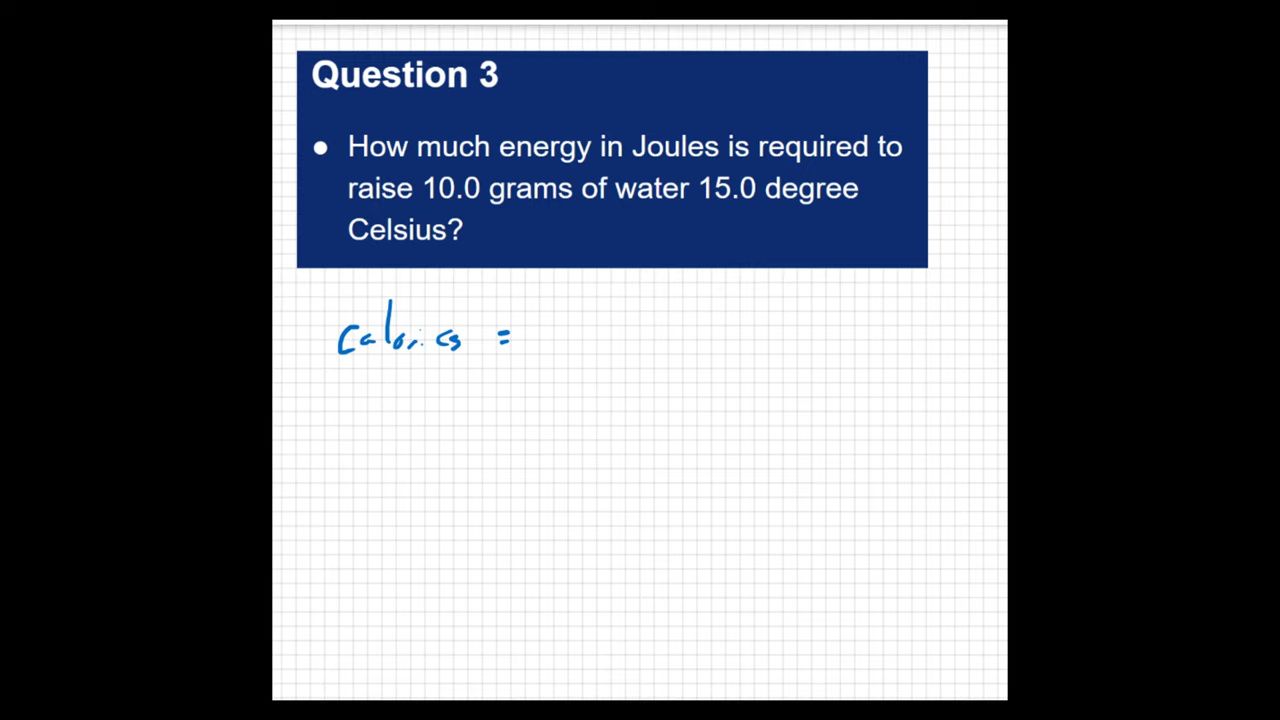 Question 3
● How much energy in Joules is required to
raise 10.0 grams of water 15.0 degree
Celsius?
Calories =